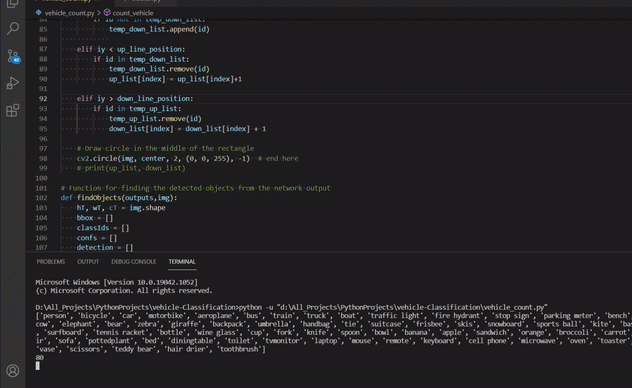 vehicle_count.py > count_vehicle
84 if id not in temp_down_list:
85 temp_down_list.append(id)
elif iy < up_line_position:
if id in temp_down_list:
89 temp_down_list.remove(id)
90 up_list[index] = up_list[index]+1
92 elif iy > down_line_position:
93 if id in temp_up_list:
94 temp_up_list.remove(id)
95 down_list[index] = down_list[index] + 1
97 # Draw circle in the middle of the rectangle
98 cv2.circle(img, center, 2, (0, 0, 255), -1) # end here
99 # print(up_list, down_list)
100
101 # Function for finding the detected objects from the network output
102 def findObjects(outputs,img):
103 hT, wT, cT = img.shape
104 bbox = []
105 classIds = []
106 confs = []
107 detection = []
PROBLEMS OUTPUT DEBUG CONSOLE TERMINAL
Microsoft Windows [Version 10.0.19042.1052]
(c) Microsoft Corporation. All rights reserved.
D:\All_Projects\PythonProjects\vehicle-Classification>python -u "d:\All_Projects\PythonProjects\vehicle-Classification\vehicle_count.py"
['person', 'bicycle', 'car', 'motorbike', 'aeroplane', 'bus', 'train', 'truck', 'boat', 'traffic light', 'fire hydrant', 'stop sign', 'parking meter', 'bench'
cow', 'elephant', 'bear', 'zebra', 'giraffe', 'backpack', 'umbrella', 'handbag', 'tie', 'suitcase', 'frisbee', 'skis', 'snowboard', 'sports ball', 'kite', 'bas
, 'surfboard', 'tennis racket', 'bottle', 'wine glass', 'cup', 'fork', 'knife', 'spoon', 'bowl', 'banana', 'apple', 'sandwich', 'orange', 'broccoli', 'carrot'
ir', 'sofa', 'pottedplant', 'bed', 'diningtable', 'toilet', 'tvmonitor', 'laptop', 'mouse', 'remote', 'keyboard', 'cell phone', 'microwave', 'oven', 'toaster'
'vase', 'scissors', 'teddy bear', 'hair drier', 'toothbrush']
80